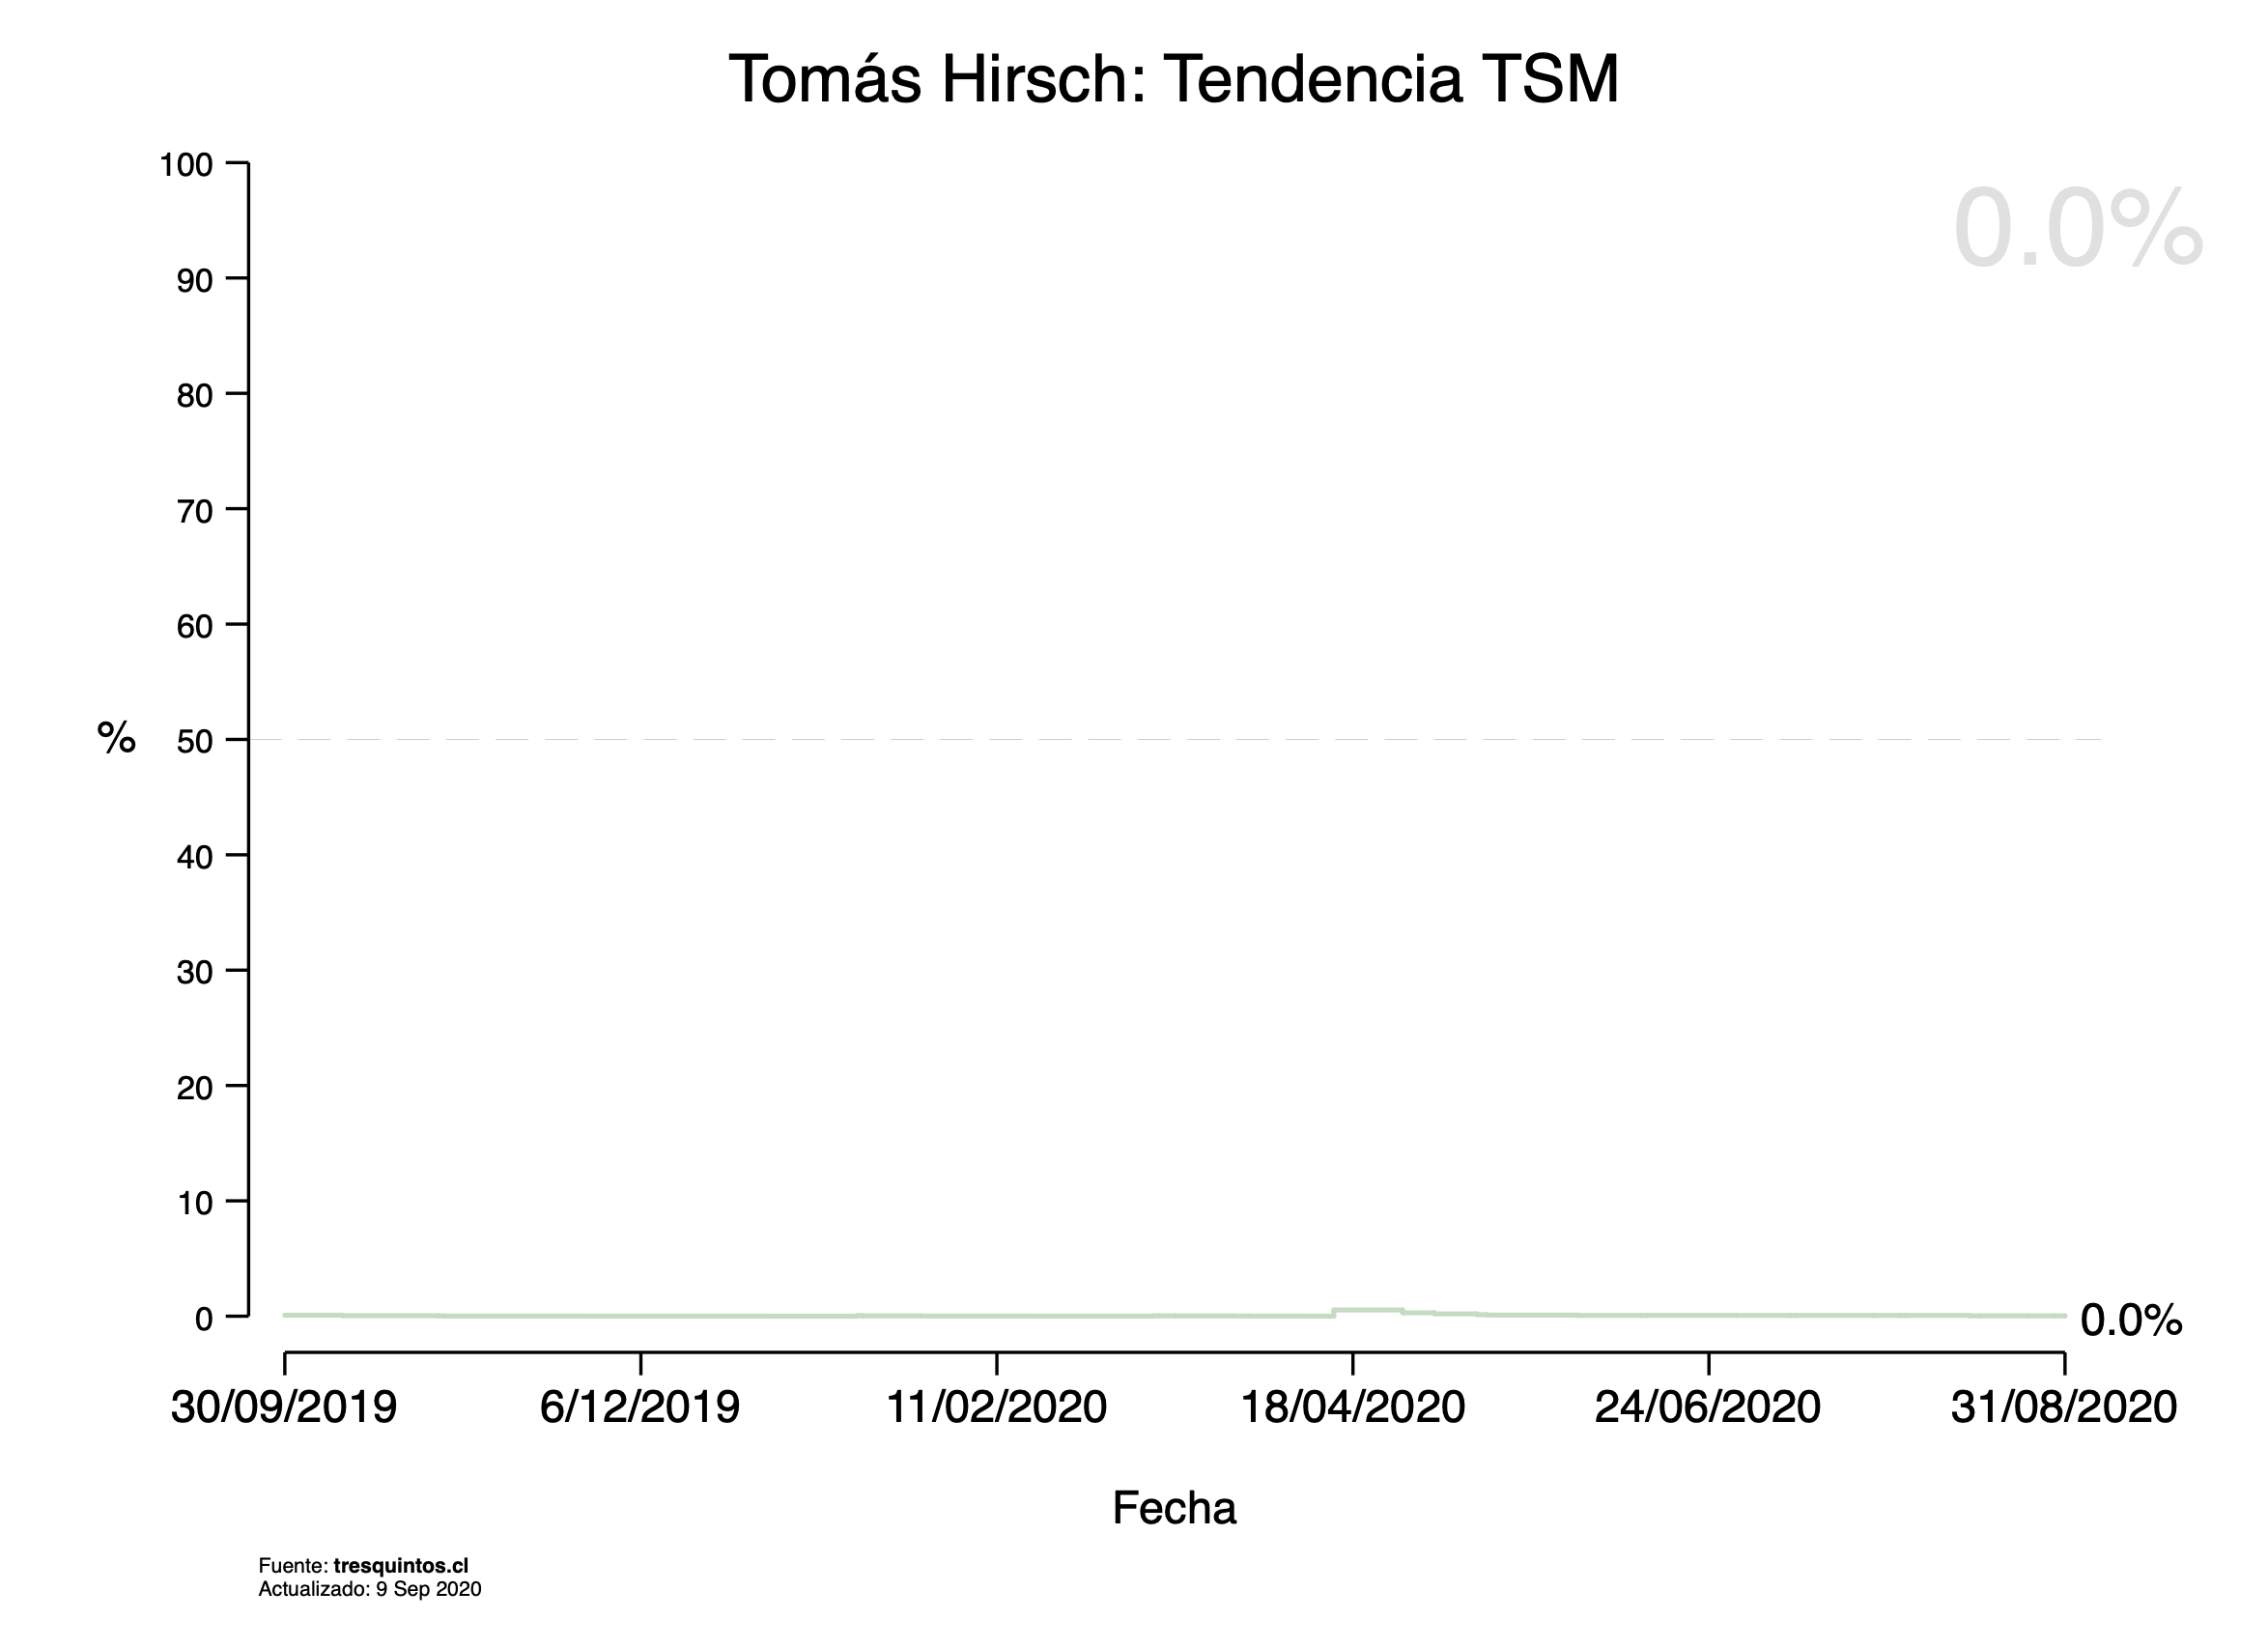 Tomás Hirsch: Tendencia TSM
0.0%
100
90
80
70
60
% 50
40
30
20
10
0
0.0%
30/09/2019 6/12/2019 11/02/2020 18/04/2020 24/06/2020 31/08/2020
Fecha
Fuente: tresquintos.cl
Actualizado: 9 Sep 2020